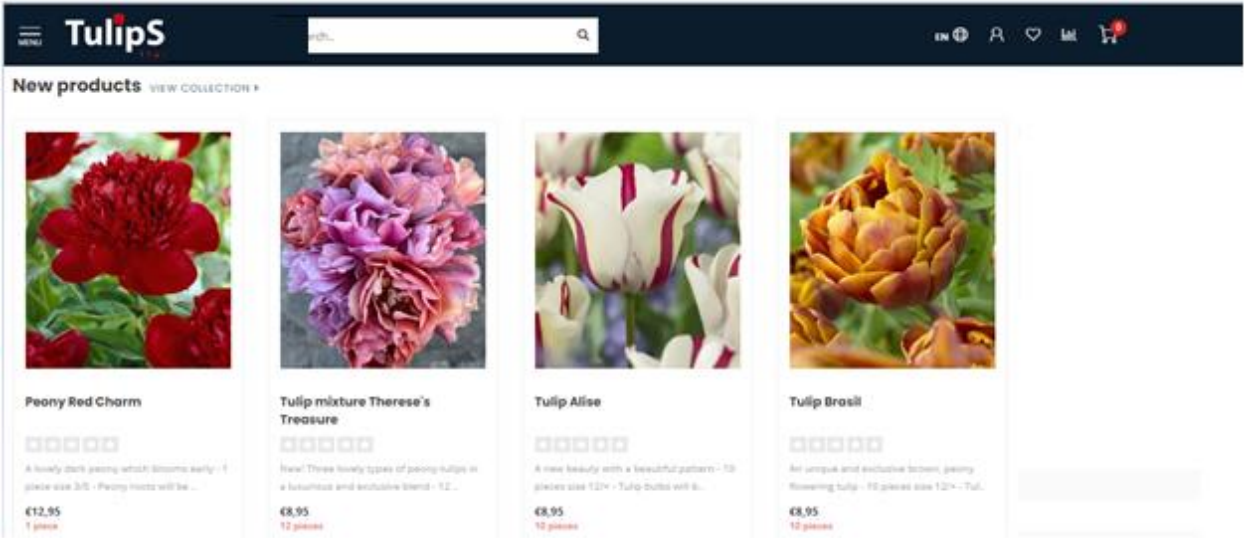 MENU
TulipS
rch...
EN
0
New products VIEW COLLECTION
Peony Red Charm
A lovely dark peony which blooms early - 1
piece size 3/5 - Peony roots will be ...
€12,95
1 piece
Tulip mixture Therese's
Treasure
New! Three lovely types of peony tulips in
a luxurious and exclusive blend - 12 ...
€8,95
12 pieces
Tulip Alise
A new beauty with a beautiful pattern - 10
pieces size 12/+ - Tulip bulbs will b...
€8,95
10 pieces
Tulip Brasil
An unique and exclusive brown, peony
flowering tulip - 10 pieces size 12/+ - Tul..
€8,95
10 pieces